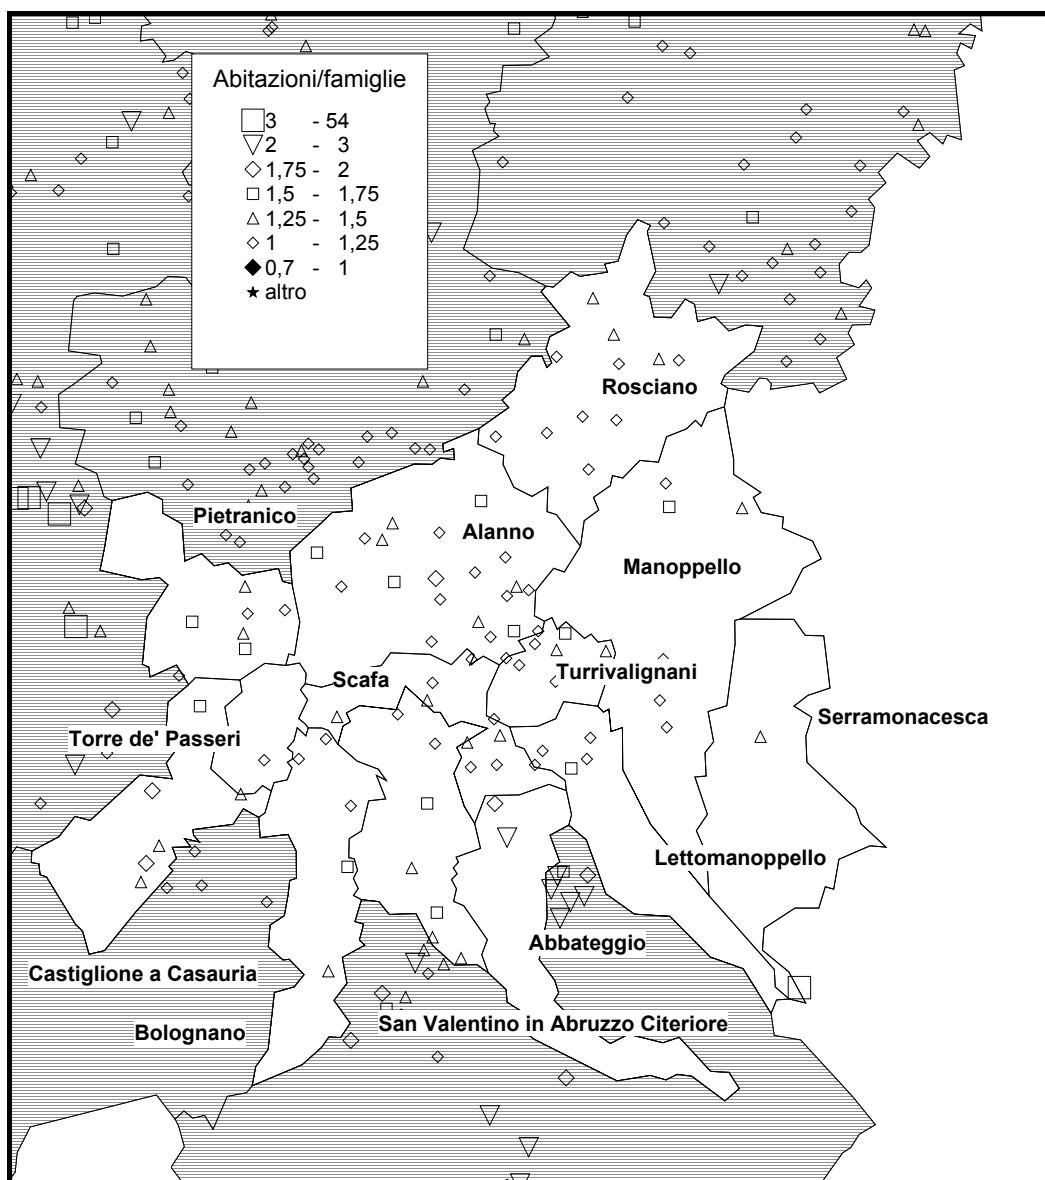 Abitazioni/famiglie
3 - 54
2 - 3
1,75 - 2
1,5 - 1,75
1,25 - 1,5
1 - 1,25
0,7 - 1
altro
Rosciano
Pietranico
Alanno
Manoppello
Scafa
Turrivalignani
Serramonacesca
Torre de' Passeri
Lettomanoppello
Abbateggio
Castiglione a Casauria
San Valentino in Abruzzo Citeriore
Bolognano